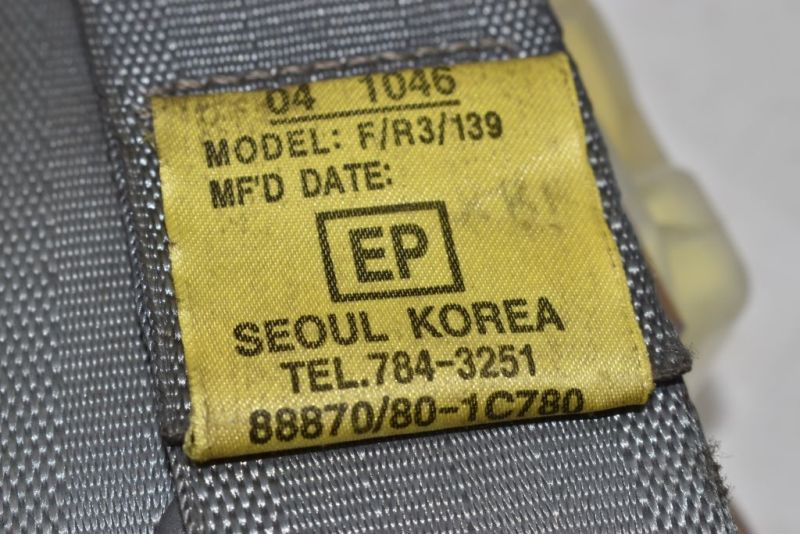 04 1046
MODEL: F/R3/139
MF'D DATE:
EP
SEOUL KOREA
TEL.784-3251
88870/80-1C780